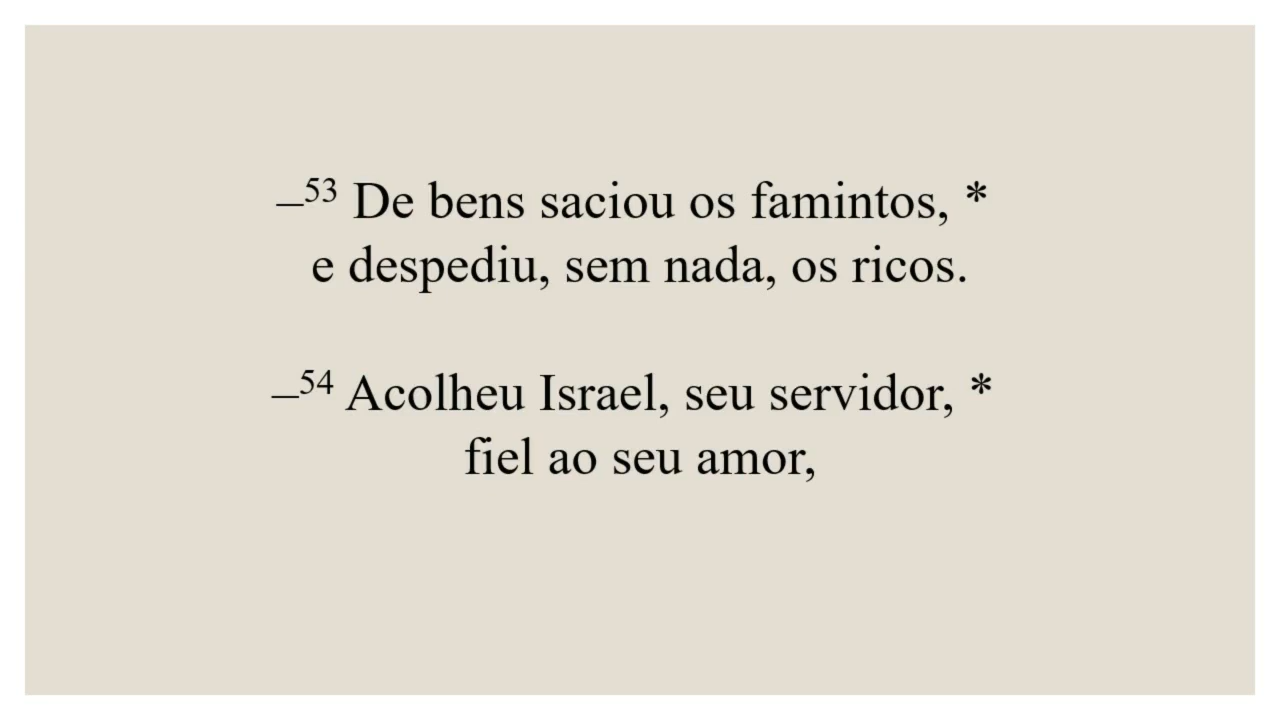 –⁵³ De bens saciou os famintos, *
e despediu, sem nada, os ricos.
–⁵⁴ Acolheu Israel, seu servidor, *
fiel ao seu amor,